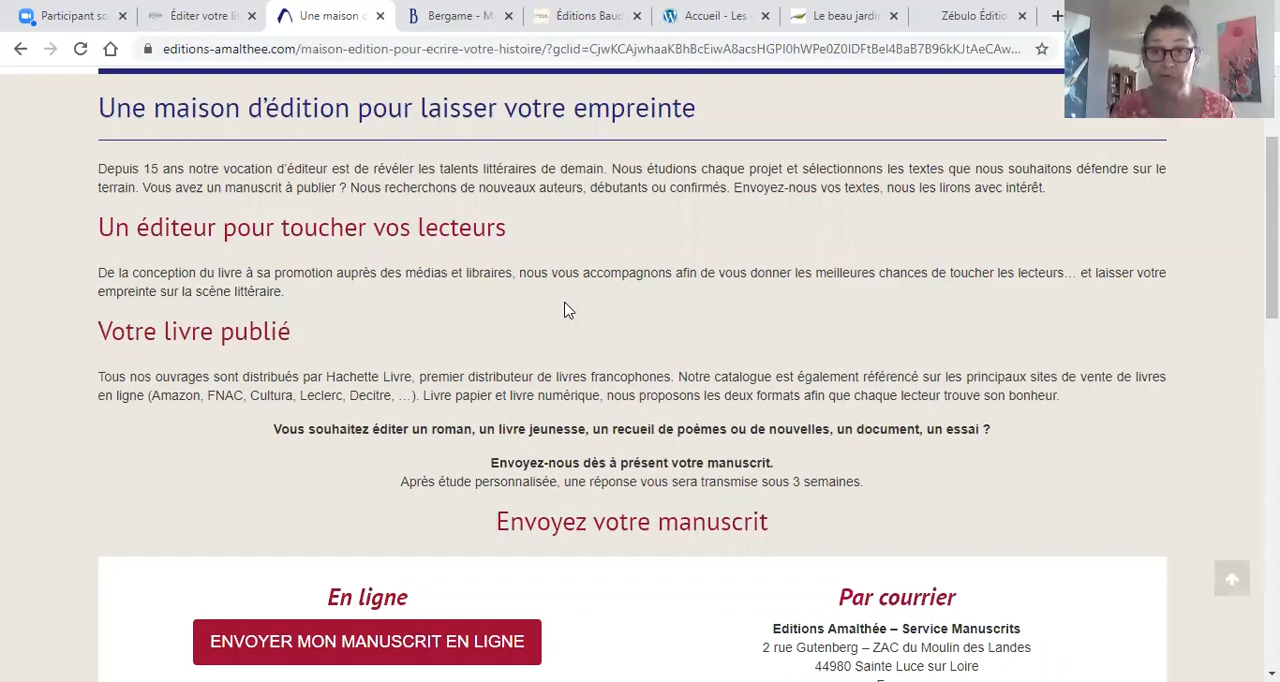 Participant sc
Éditer votre li
Une maison d
Bergame - M
Éditions Baud
Accueil - Les
Le beau jardin
Zébulo Éditio
editions-amalthee.com/maison-edition-pour-ecrire-votre-histoire/?gclid=CjwKCAjwhaaKBhBcEiwA8acsHGPI0hWPe0Z0IDFtBel4BaB7B96kKJtAeCAw...
Une maison d’édition pour laisser votre empreinte
Depuis 15 ans notre vocation d’éditeur est de révéler les talents littéraires de demain. Nous étudions chaque projet et sélectionnons les textes que nous souhaitons défendre sur le
terrain. Vous avez un manuscrit à publier ? Nous recherchons de nouveaux auteurs, débutants ou confirmés. Envoyez-nous vos textes, nous les lirons avec intérêt.
Un éditeur pour toucher vos lecteurs
De la conception du livre à sa promotion auprès des médias et libraires, nous vous accompagnons afin de vous donner les meilleures chances de toucher les lecteurs… et laisser votre
empreinte sur la scène littéraire.
Votre livre publié
Tous nos ouvrages sont distribués par Hachette Livre, premier distributeur de livres francophones. Notre catalogue est également référencé sur les principaux sites de vente de livres
en ligne (Amazon, FNAC, Cultura, Leclerc, Decitre, …). Livre papier et livre numérique, nous proposons les deux formats afin que chaque lecteur trouve son bonheur.
Vous souhaitez éditer un roman, un livre jeunesse, un recueil de poèmes ou de nouvelles, un document, un essai ?
Envoyez-nous dès à présent votre manuscrit.
Après étude personnalisée, une réponse vous sera transmise sous 3 semaines.
Envoyez votre manuscrit
En ligne
ENVOYER MON MANUSCRIT EN LIGNE
Par courrier
Editions Amalthée – Service Manuscrits
2 rue Gutenberg – ZAC du Moulin des Landes
44980 Sainte Luce sur Loire